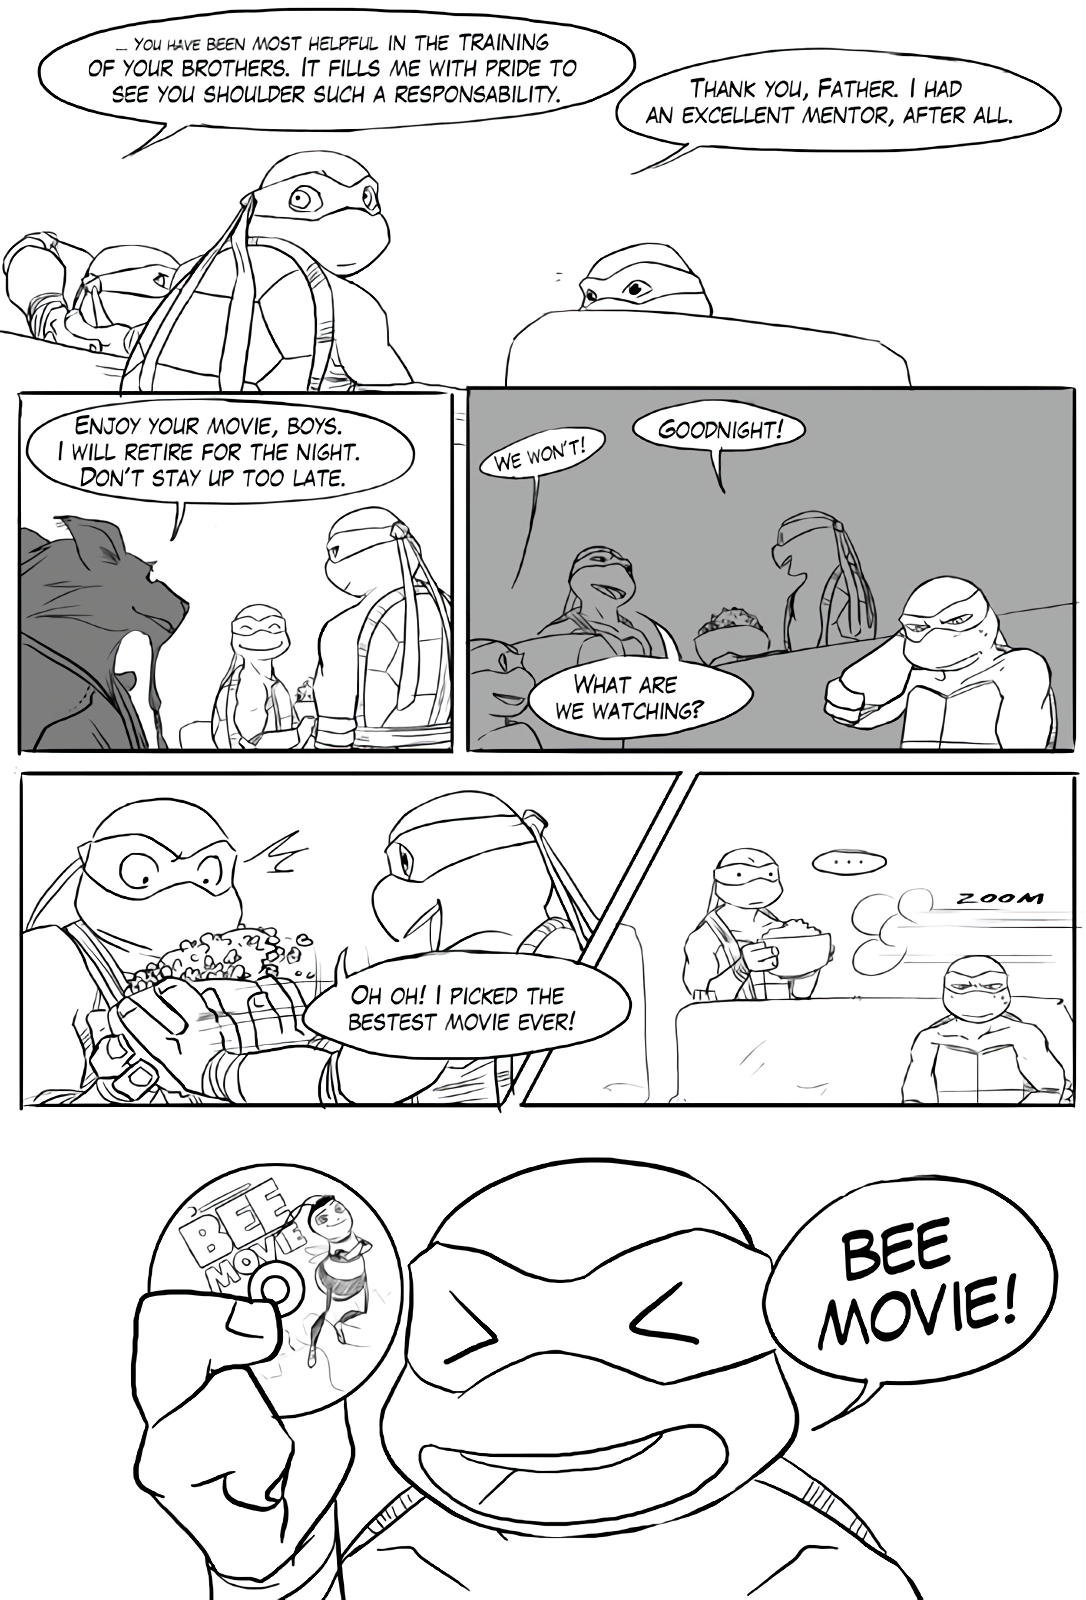 ... YOU HAVE BEEN MOST HELPFUL IN THE TRAINING
OF YOUR BROTHERS. IT FILLS ME WITH PRIDE TO
SEE YOU SHOULDER SUCH A RESPONSABILITY.
THANK YOU, FATHER. I HAD
AN EXCELLENT MENTOR, AFTER ALL.
ENJOY YOUR MOVIE, BOYS.
I WILL RETIRE FOR THE NIGHT.
DON'T STAY UP TOO LATE.
WE WON'T!
GOODNIGHT!
WHAT ARE
WE WATCHING?
OH OH! I PICKED THE
BESTEST MOVIE EVER!
...
ZOOM
BEE
MOVIE
BEE
MOVIE!